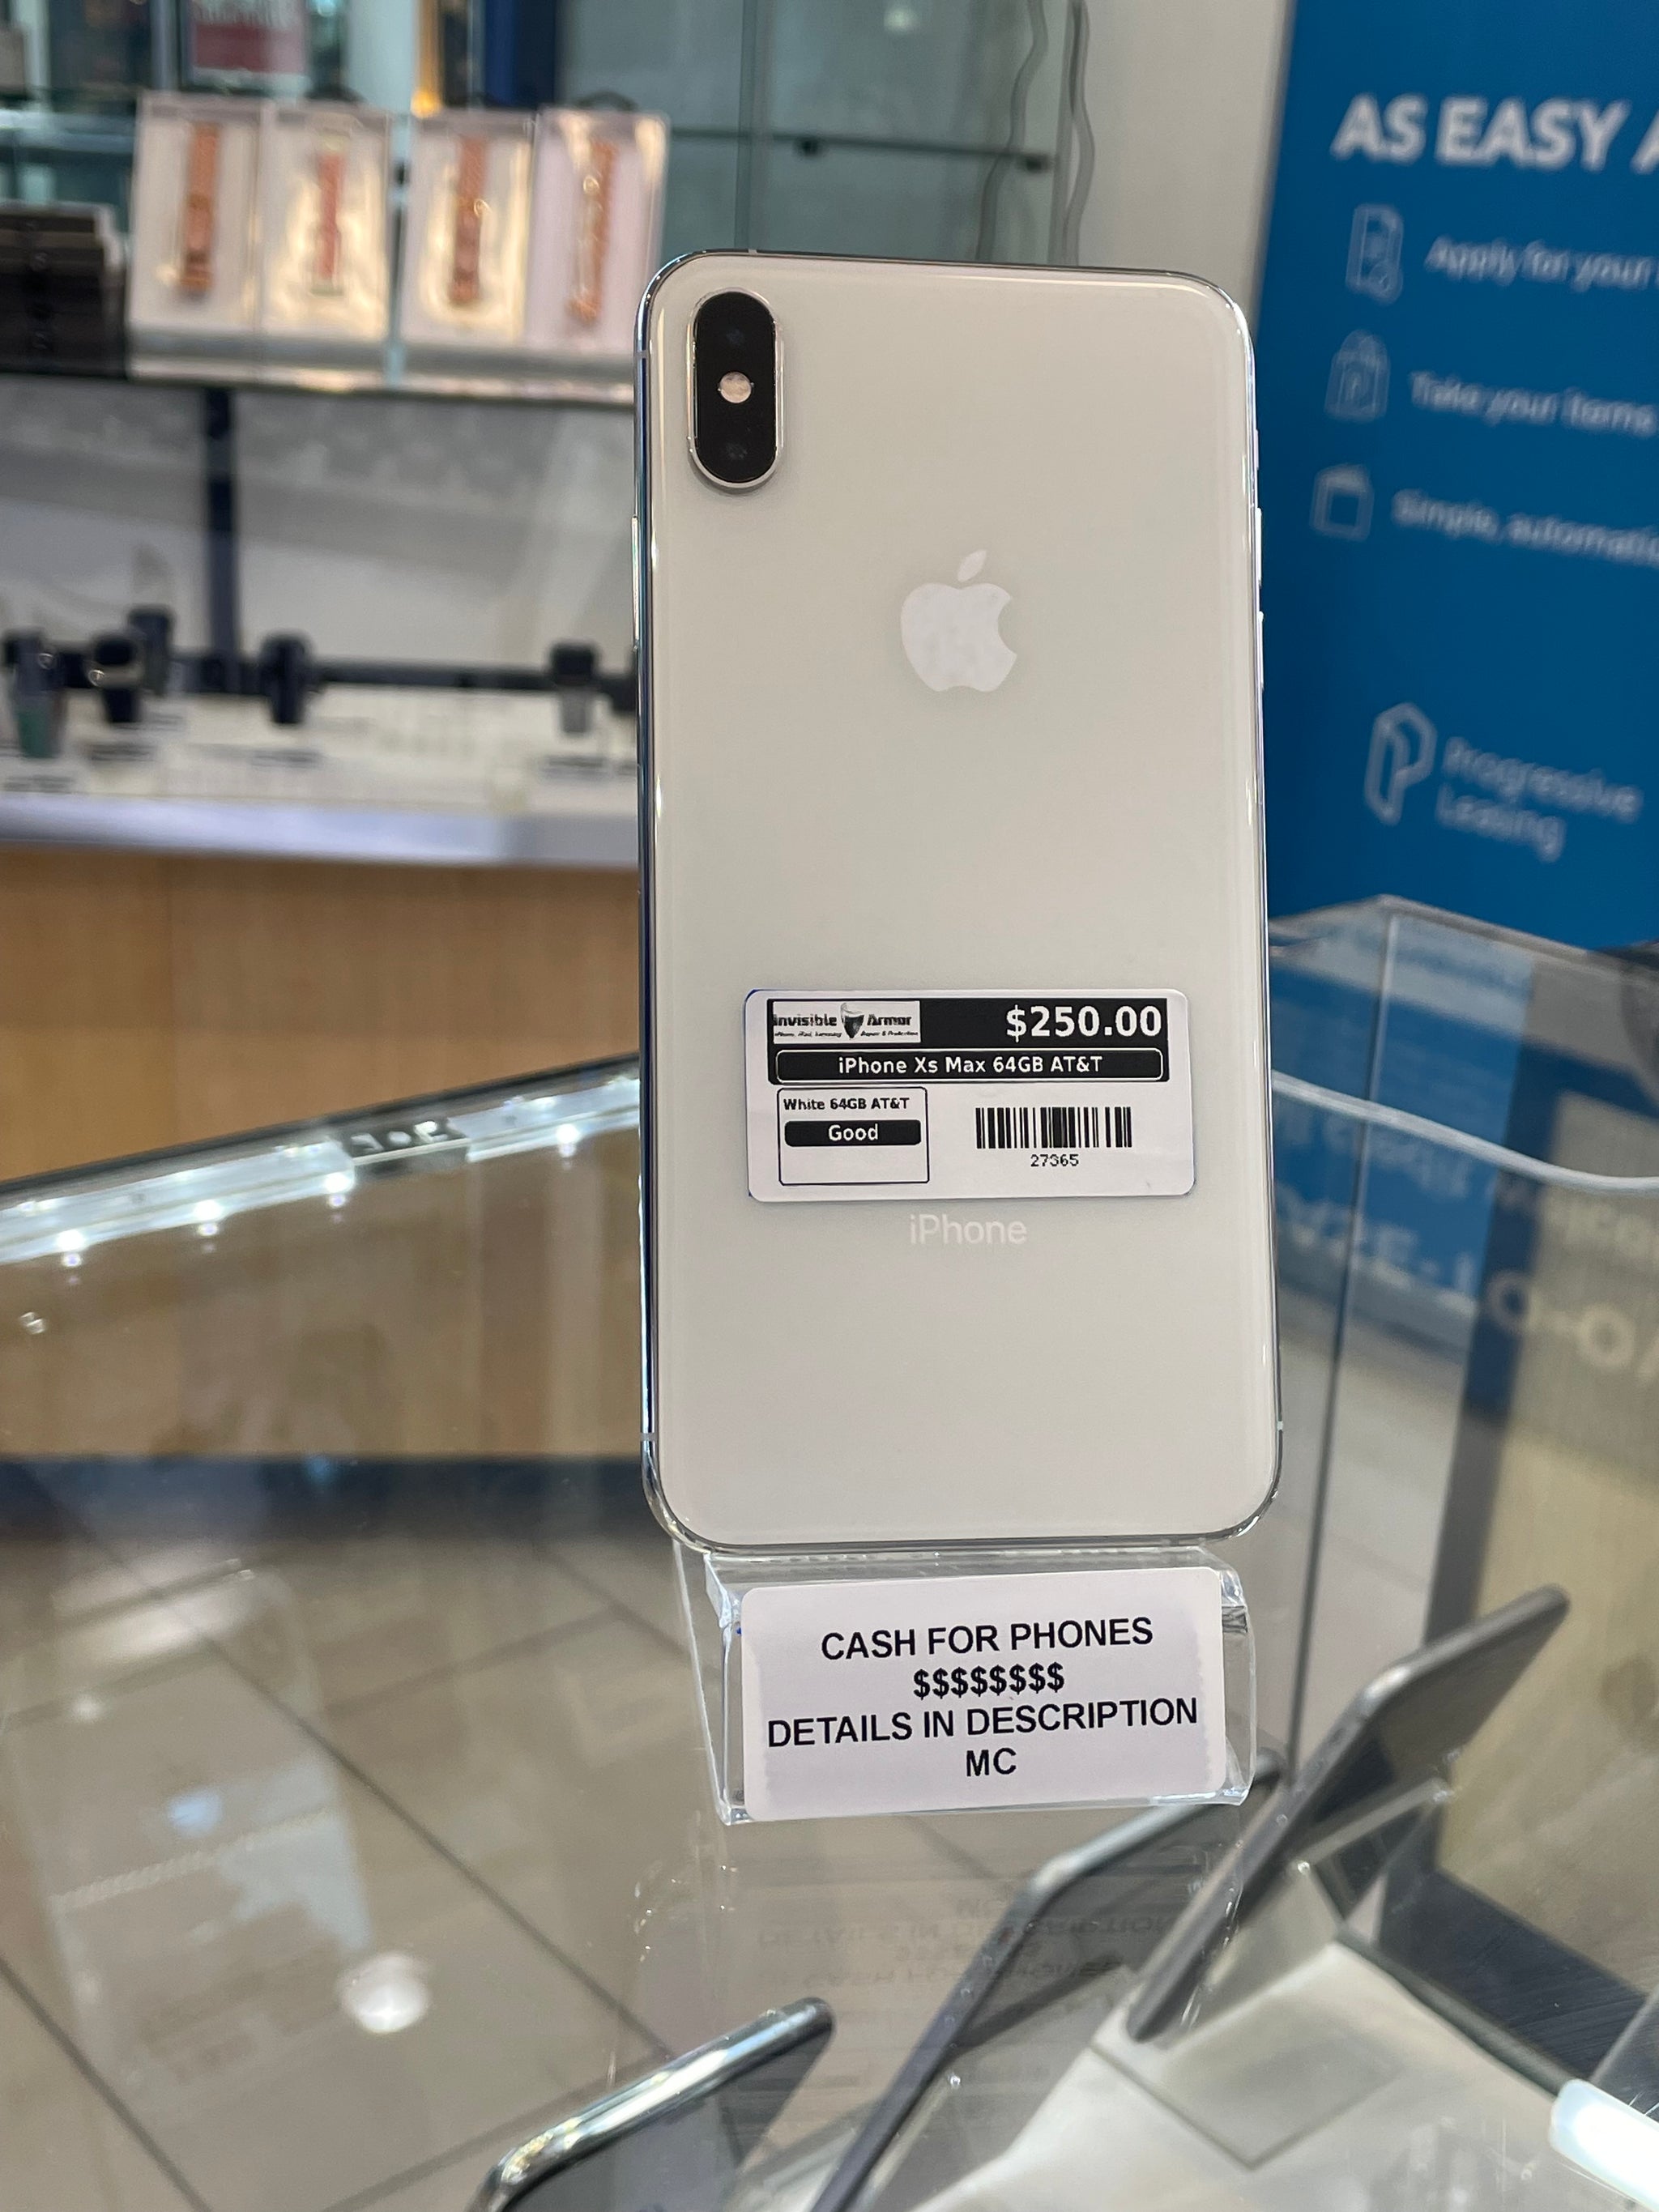 AS EASY A
Apply for your
Take your items
Simple, automatic
Progressive
Leasing
Invisible Armor
$250.00
iPhone Xs Max 64GB AT&T
White 64GB AT&T
Good
27365
iPhone
CASH FOR PHONES
$$$$$$$$
DETAILS IN DESCRIPTION
MC